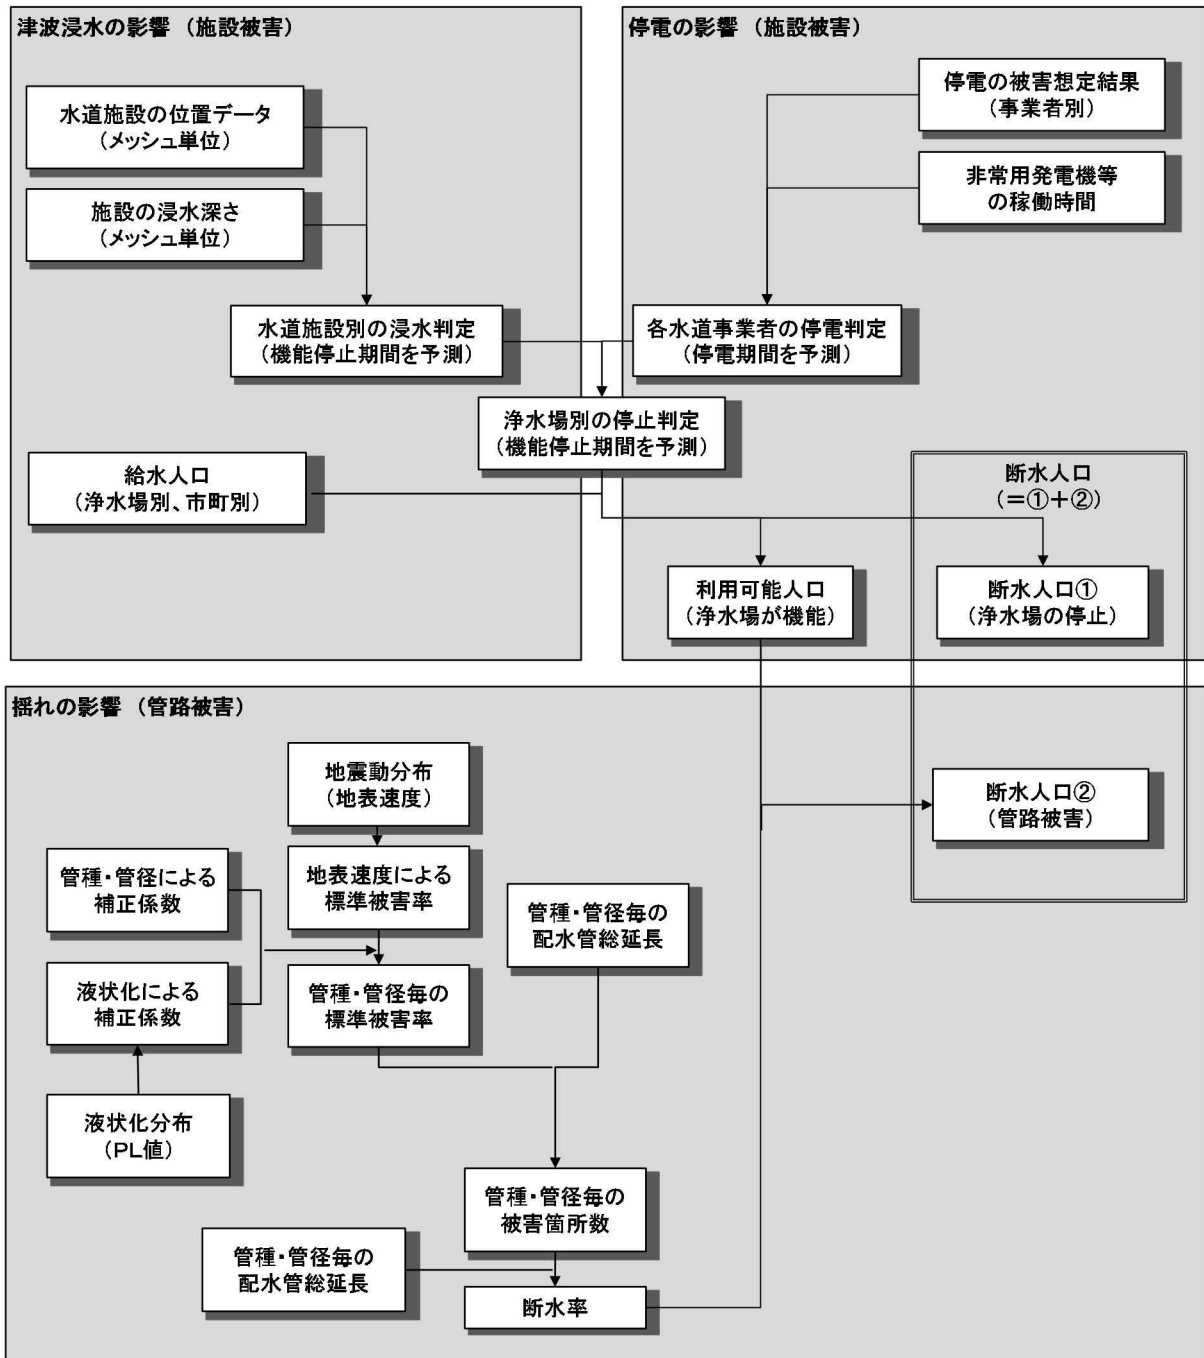 津波浸水の影響 （施設被害）
水道施設の位置データ
（メッシュ単位）
施設の浸水深さ
（メッシュ単位）
水道施設別の浸水判定
（機能停止期間を予測）
停電の影響 （施設被害）
停電の被害想定結果
（事業者別）
非常用発電機等
の稼働時間
各水道事業者の停電判定
（停電期間を予測）
浄水場別の停止判定
（機能停止期間を予測）
給水人口
（浄水場別、市町別）
断水人口
（＝①＋②）
利用可能人口
（浄水場が機能）
断水人口①
（浄水場の停止）
揺れの影響 （管路被害）
地震動分布
（地表速度）
断水人口②
（管路被害）
管種・管径による
補正係数
地表速度による
標準被害率
管種・管径毎の
配水管総延長
液状化による
補正係数
管種・管径毎の
標準被害率
液状化分布
（PL値）
管種・管径毎の
被害箇所数
管種・管径毎の
配水管総延長
断水率